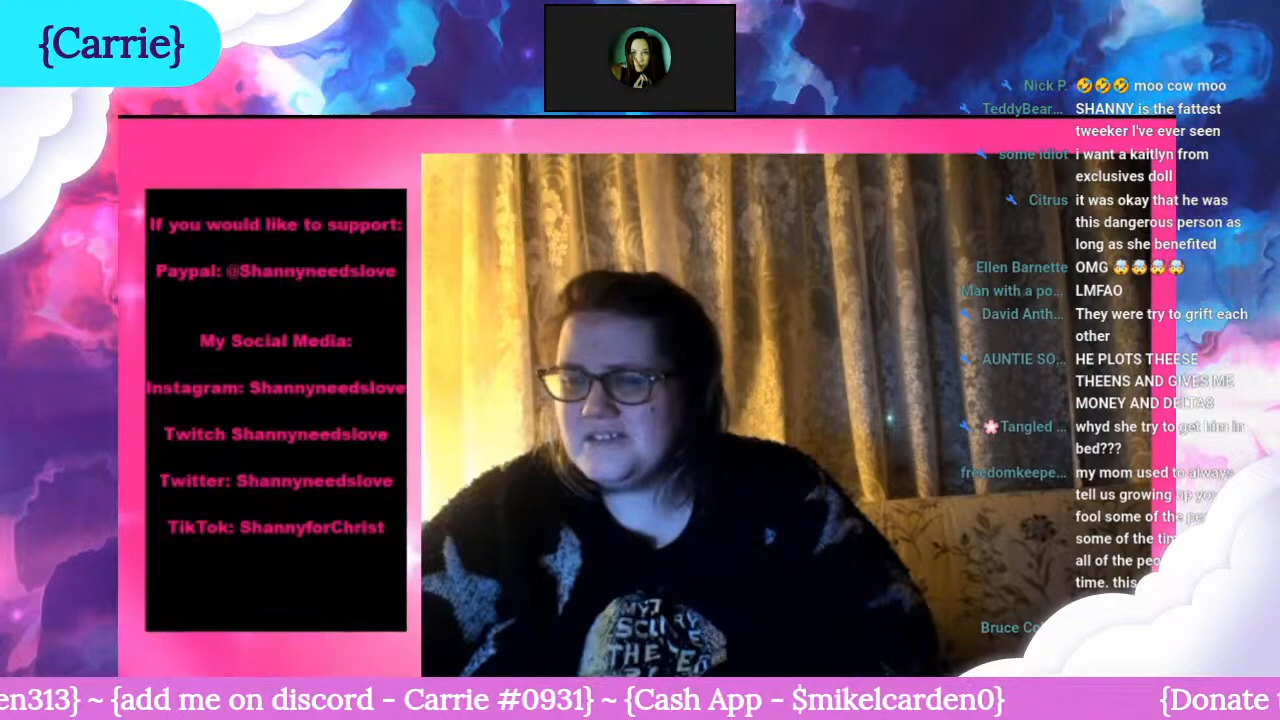 {Carrie}
If you would like to support:
Paypal: @Shannyneedslove
My Social Media:
Instagram: Shannyneedslove
Twitch Shannyneedslove
Twitter: Shannyneedslove
TikTok: ShannyforChrist
MY
SCU RY
THE
Nick P. 🤣🤣🤣 moo cow moo
TeddyBear... SHANNY is the fattest
tweeker I've ever seen
some idiot i want a kaitlyn from
exclusives doll
Citrus it was okay that he was
this dangerous person as
long as she benefited
Ellen Barnette OMG 🤯🤯🤯🤯
Man with a po... LMFAO
David Anth... They were try to grift each
other
AUNTIE SO... HE PLOTS THEESE
THEENS AND GIVES ME
MONEY AND DELTA8
🌸Tangled ... whyd she try to get him in
bed???
freedomkeepe... my mom used to always
tell us growing up you
fool some of the
some of the
all of the
time. this
Bruce
en313} ~ {add me on discord - Carrie #0931} ~ {Cash App - $mikelcarden0} {Donate